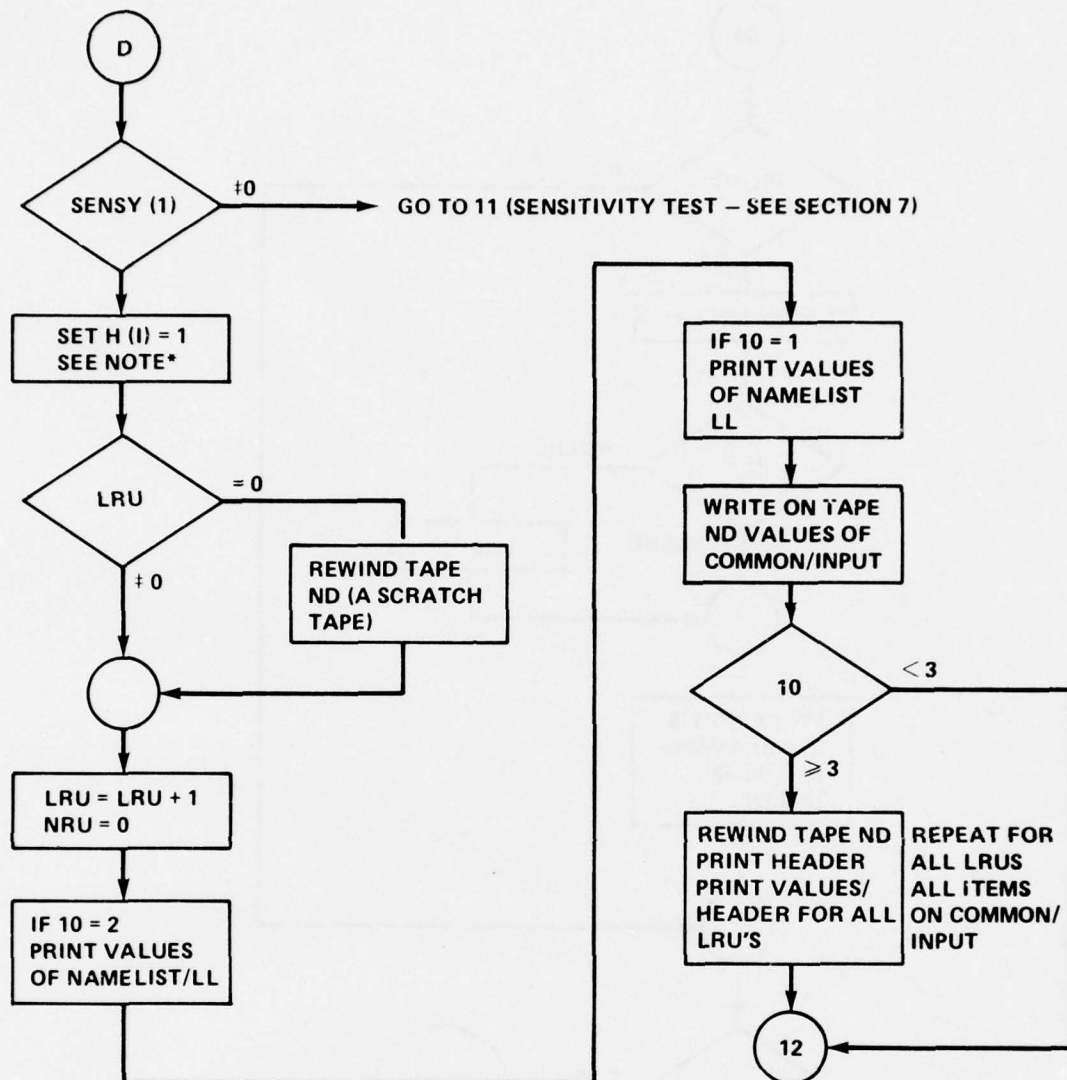 D
SENSY (1)
‡0
GO TO 11 (SENSITIVITY TEST – SEE SECTION 7)
SET H (I) = 1
SEE NOTE*
LRU
= 0
‡ 0
REWIND TAPE
ND (A SCRATCH
TAPE)
LRU = LRU + 1
NRU = 0
IF 10 = 2
PRINT VALUES
OF NAMELIST/LL
IF 10 = 1
PRINT VALUES
OF NAMELIST
LL
WRITE ON TAPE
ND VALUES OF
COMMON/INPUT
10
< 3
⩾ 3
REWIND TAPE ND
PRINT HEADER
PRINT VALUES/
HEADER FOR ALL
LRU'S
REPEAT FOR
ALL LRUS
ALL ITEMS
ON COMMON/
INPUT
12